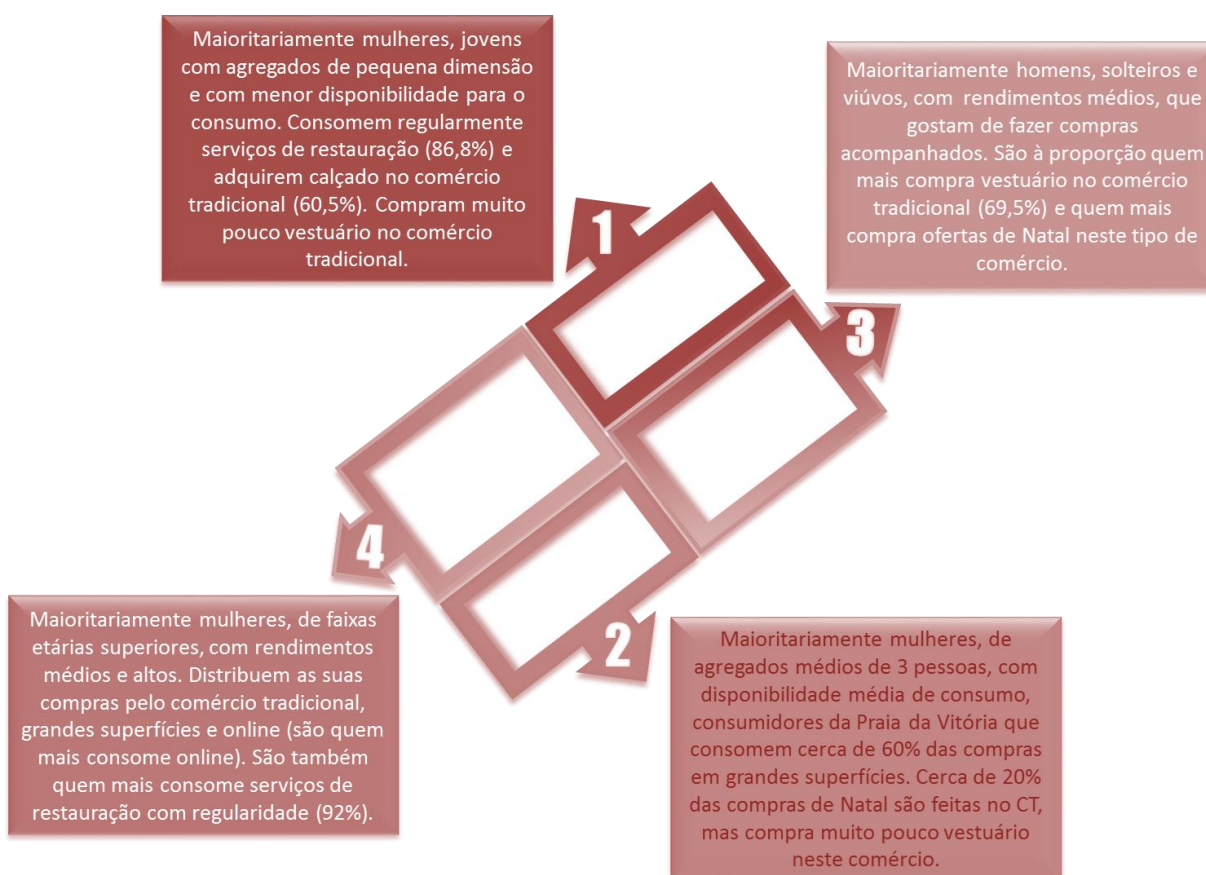 Maioritariamente mulheres, jovens
com agregados de pequena dimensão
e com menor disponibilidade para o
consumo. Consomem regularmente
serviços de restauração (86,8%) e
adquirem calçado no comércio
tradicional (60,5%). Compram muito
pouco vestuário no comércio
tradicional.
1
Maioritariamente homens, solteiros e
viúvos, com rendimentos médios, que
gostam de fazer compras
acompanhados. São à proporção quem
mais compra vestuário no comércio
tradicional (69,5%) e quem mais
compra ofertas de Natal neste tipo de
comércio.
3
4
Maioritariamente mulheres, de faixas
etárias superiores, com rendimentos
médios e altos. Distribuem as suas
compras pelo comércio tradicional,
grandes superfícies e online (são quem
mais consome online). São também
quem mais consome serviços de
restauração com regularidade (92%).
2
Maioritariamente mulheres, de
agregados médios de 3 pessoas, com
disponibilidade média de consumo,
consumidores da Praia da Vitória que
consomem cerca de 60% das compras
em grandes superfícies. Cerca de 20%
das compras de Natal são feitas no CT,
mas compra muito pouco vestuário
neste comércio.